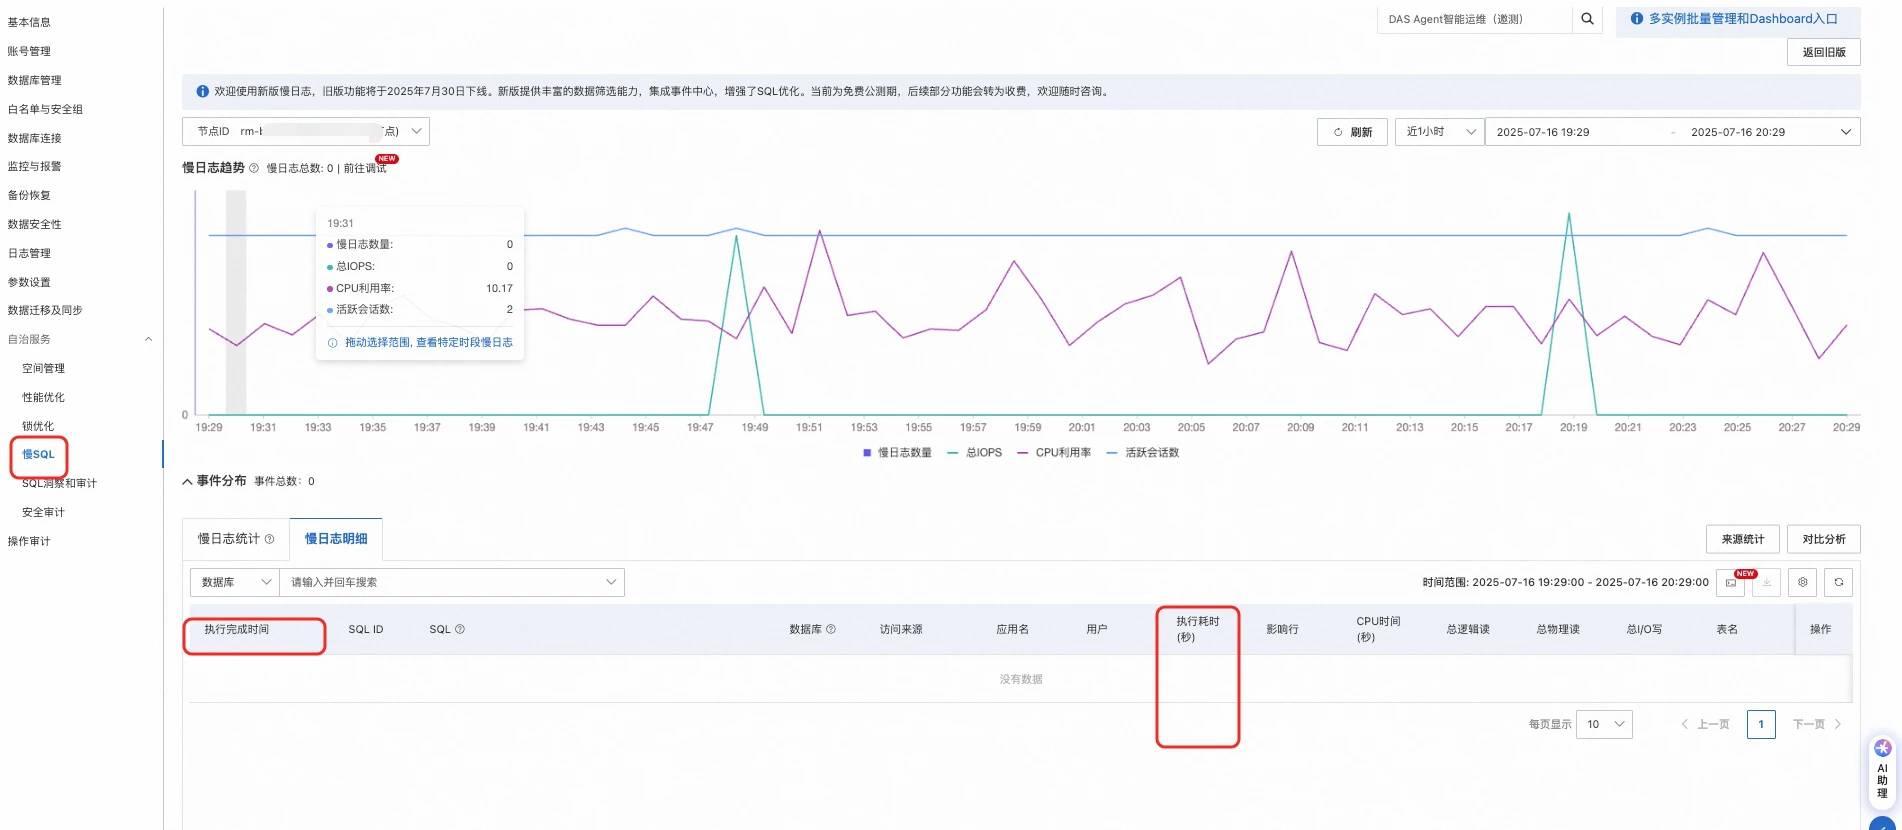 基本信息
账号管理
数据库管理
白名单与安全组
数据库连接
监控与报警
备份恢复
数据安全性
日志管理
参数设置
数据迁移及同步
自治服务
空间管理
性能优化
锁优化
慢SQL
SQL洞察和审计
安全审计
操作审计
DAS Agent智能运维（邀测）
多实例批量管理和Dashboard入口
返回旧版
欢迎使用新版慢日志，旧版功能将于2025年7月30日下线。新版提供丰富的数据筛选能力，集成事件中心，增强了SQL优化。当前为免费公测期，后续部分功能会转为收费，欢迎随时咨询。
节点ID rm-b 点)
刷新 近1小时 2025-07-16 19:29 - 2025-07-16 20:29
慢日志趋势 慢日志总数: 0 | 前往调试 NEW
19:31
慢日志数量: 0
总IOPS: 0
CPU利用率: 10.17
活跃会话数: 2
拖动选择范围, 查看特定时段慢日志
0
19:29 19:31 19:33 19:35 19:37 19:39 19:41 19:43 19:45 19:47 19:49 19:51 19:53 19:55 19:57 19:59 20:01 20:03 20:05 20:07 20:09 20:11 20:13 20:15 20:17 20:19 20:21 20:23 20:25 20:27 20:29
慢日志数量 总IOPS CPU利用率 活跃会话数
事件分布 事件总数: 0
慢日志统计 慢日志明细 来源统计 对比分析
数据库 请输入并回车搜索 时间范围: 2025-07-16 19:29:00 - 2025-07-16 20:29:00 NEW
执行完成时间 SQL ID SQL 数据库 访问来源 应用名 用户 执行耗时(秒) 影响行 CPU时间(秒) 总逻辑读 总物理读 总I/O写 表名 操作
没有数据
每页显示 10 上一页 1 下一页
AI助理